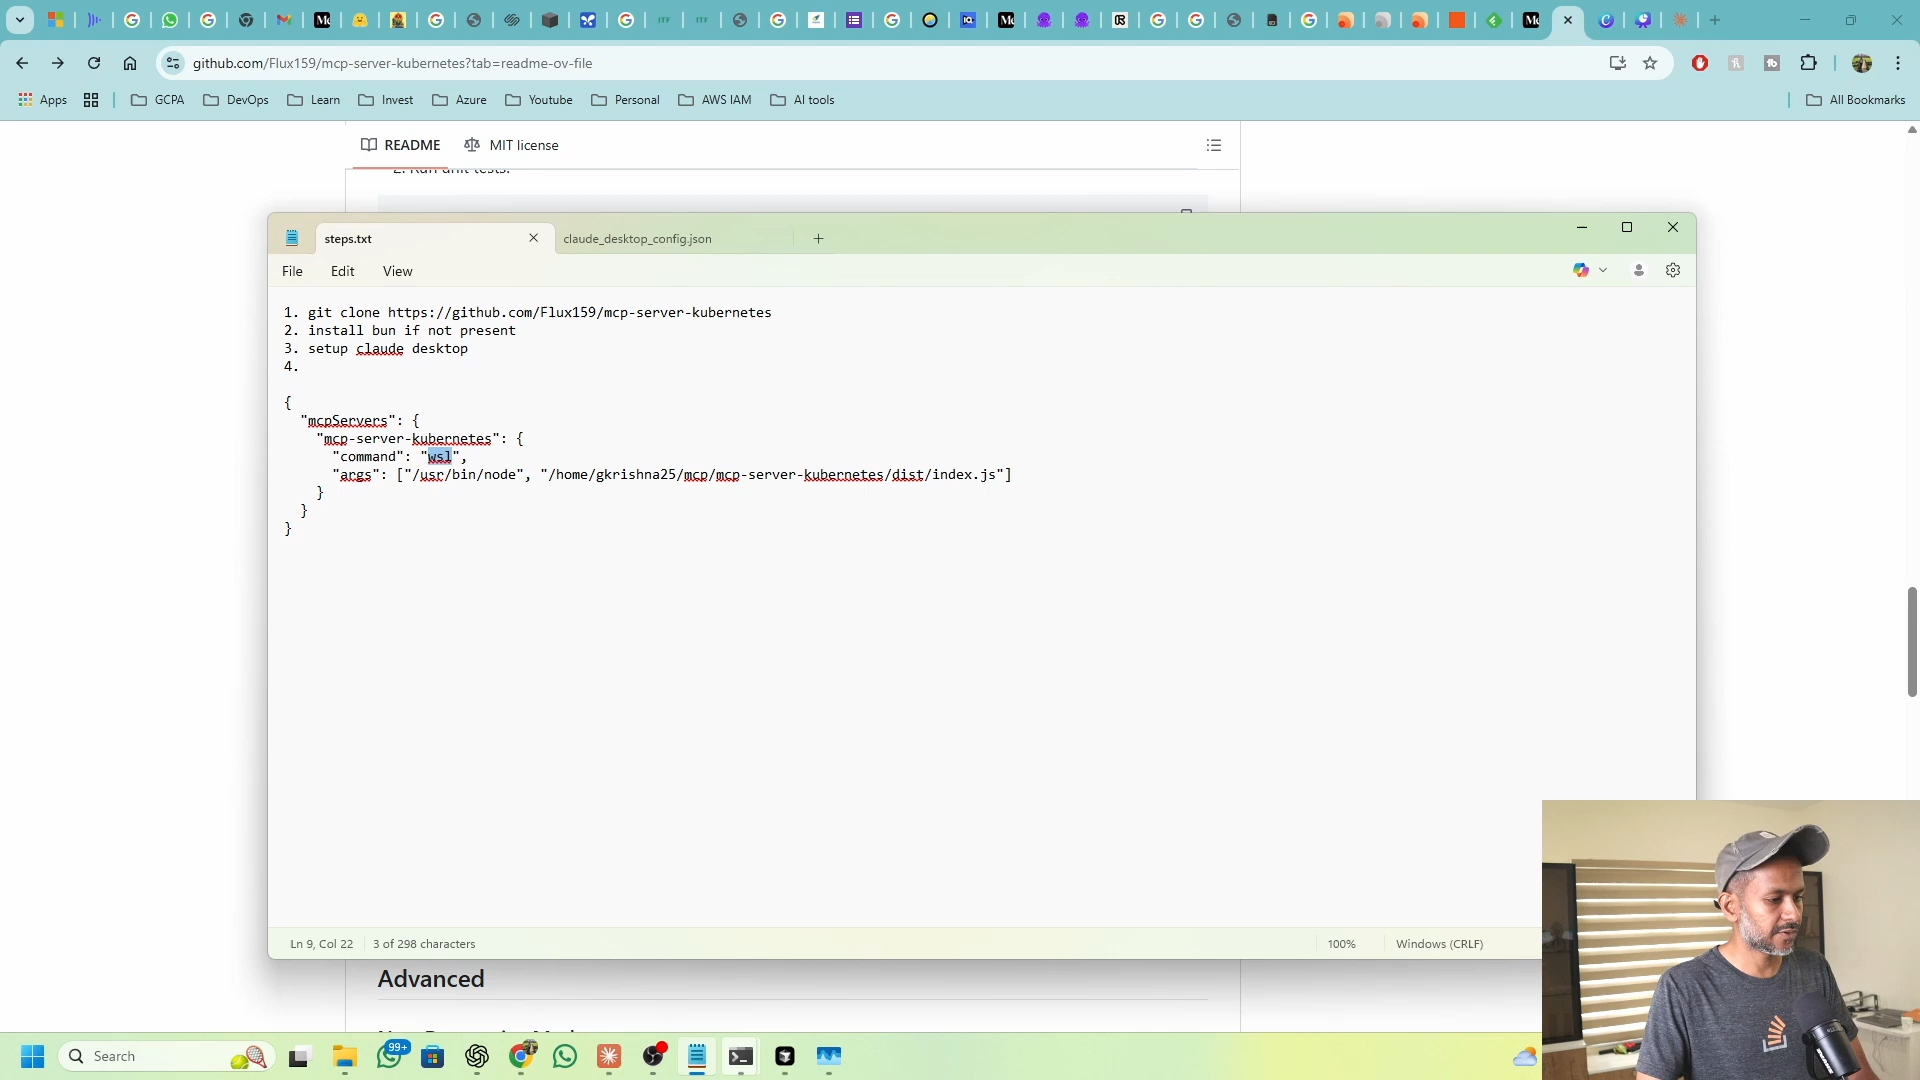 github.com/Flux159/mcp-server-kubernetes?tab=readme-ov-file
Apps
GCPA
DevOps
Learn
Invest
Azure
Youtube
Personal
AWS IAM
AI tools
All Bookmarks
README
MIT license
2. Run unit tests.
steps.txt
claude_desktop_config.json
File
Edit
View
1. git clone https://github.com/Flux159/mcp-server-kubernetes
2. install bun if not present
3. setup claude desktop
4.
{
"mcpServers": {
"mcp-server-kubernetes": {
"command": "wsl",
"args": ["/usr/bin/node", "/home/gkrishna25/mcp/mcp-server-kubernetes/dist/index.js"]
}
}
}
Ln 9, Col 22
3 of 298 characters
100%
Windows (CRLF)
Advanced
Search
99+